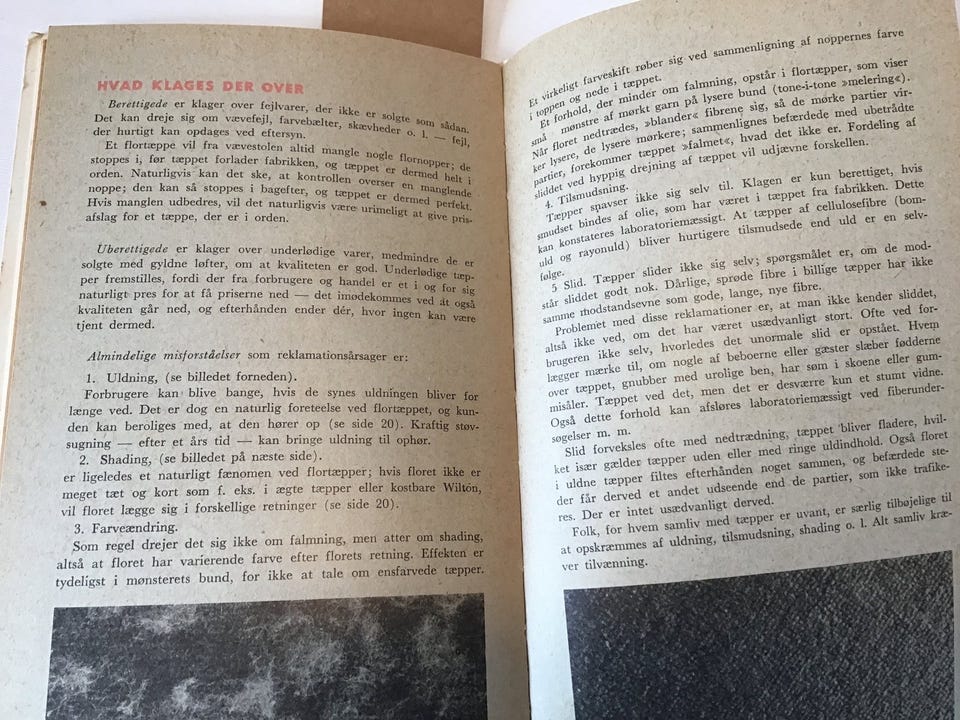 HVAD KLAGES DER OVER
Berettigede er klager over fejlvarer, der ikke er solgte som sådan.
Det kan dreje sig om vævefejl, farvebælter, skævheder o. l. — fejl,
der hurtigt kan opdages ved eftersyn.
Et flortæppe vil fra vævestolen altid mangle nogle flornopper; de
stoppes i, før tæppet forlader fabrikken, og tæppet er dermed helt i
orden. Naturligvis kan det ske, at kontrollen overser en manglende
noppe; den kan så stoppes i bagefter, og tæppet er dermed perfekt.
Hvis manglen udbedres, vil det naturligvis være urimeligt at give pris-
afslag for et tæppe, der er i orden.
Uberettigede er klager over underlødige varer, medmindre de er
solgte med gyldne løfter, om at kvaliteten er god. Underlødige tæp-
per fremstilles, fordi der fra forbrugere og handel er et i og for sig
naturligt pres for at få priserne ned — det imødekommes ved at også
kvaliteten går ned, og efterhånden ender dér, hvor ingen kan være
tjent dermed.
Almindelige misforståelser som reklamationsårsager er:
1. Uldning, (se billedet forneden).
Forbrugere kan blive bange, hvis de synes uldningen bliver for
længe ved. Det er dog en naturlig foreteelse ved flortæppet, og kun-
den kan beroliges med, at den hører op (se side 20). Kraftig støv-
sugning — efter et års tid — kan bringe uldning til ophør.
2. Shading, (se billedet på næste side).
er ligeledes et naturligt fænomen ved flortæpper; hvis floret ikke er
meget tæt og kort som f. eks. i ægte tæpper eller kostbare Wilton,
vil floret lægge sig i forskellige retninger (se side 20).
3. Farveændring.
Som regel drejer det sig ikke om falmning, men atter om shading,
altså at floret har varierende farve efter florets retning. Effekten er
tydeligst i mønsterets bund, for ikke at tale om ensfarvede tæpper.
Et virkeligt farveskift røber sig ved sammenligning af noppernes farve
i toppen og nede i tæppet.
Et forhold, der minder om falmning, opstår i flortæpper, som viser
små mønstre af mørkt garn på lysere bund (tone-i-tone »melering«).
Når floret nedtrædes, »blander« fibrene sig, så de mørke partier vir-
ker lysere, de lysere mørkere; sammenlignes befærdede med ubetrådte
partier, forekommer tæppet »falmet«, hvad det ikke er. Fordeling af
sliddet ved hyppig drejning af tæppet vil udjævne forskellen.
4. Tilsmudsning.
Tæpper snavser ikke sig selv til. Klagen er kun berettiget, hvis
smudset bindes af olie, som har været i tæppet fra fabriken. Dette
kan konstateres laboratoriemæssigt. At tæpper af cellulosefibre (bom-
uld og rayonuld) bliver hurtigere tilsmudsede end uld er en selv-
følge.
5 Slid. Tæpper slider ikke sig selv; spørgsmålet er, om de mod-
står sliddet godt nok. Dårlige, sprøde fibre i billige tæpper har ikke
samme modstandsevne som gode, lange, nye fibre.
Problemet med disse reklamationer er, at man ikke kender sliddet,
altså ikke ved, om det har været usædvanligt stort. Ofte ved for-
brugeren ikke selv, hvorledes det unormale slid er opstået. Hvem
lægger mærke til, om nogle af beboerne eller gæster slæber fødderne
over tæppet, gnubber med urolige ben, har søm i skoene eller gum-
misåler. Tæppet ved det, men det er desværre kun et stumt vidne.
Også dette forhold kan afsløres laboratoriemæssigt ved fiberunder-
søgelser m. m.
Slid forveksles ofte med nedtrædning, tæppet bliver fladere, hvil-
ket især gælder tæpper uden eller med ringe uldindhold. Også floret
i uldne tæpper filtes efterhånden noget sammen, og befærdede ste-
der får derved et andet udseende end de partier, som ikke trafike-
res. Der er intet usædvanligt derved.
Folk, for hvem samliv med tæpper er uvant, er særlig tilbøjelige til
at opskræmmes af uldning, tilsmudsning, shading o. l. Alt samliv kræ-
ver tilvænning.